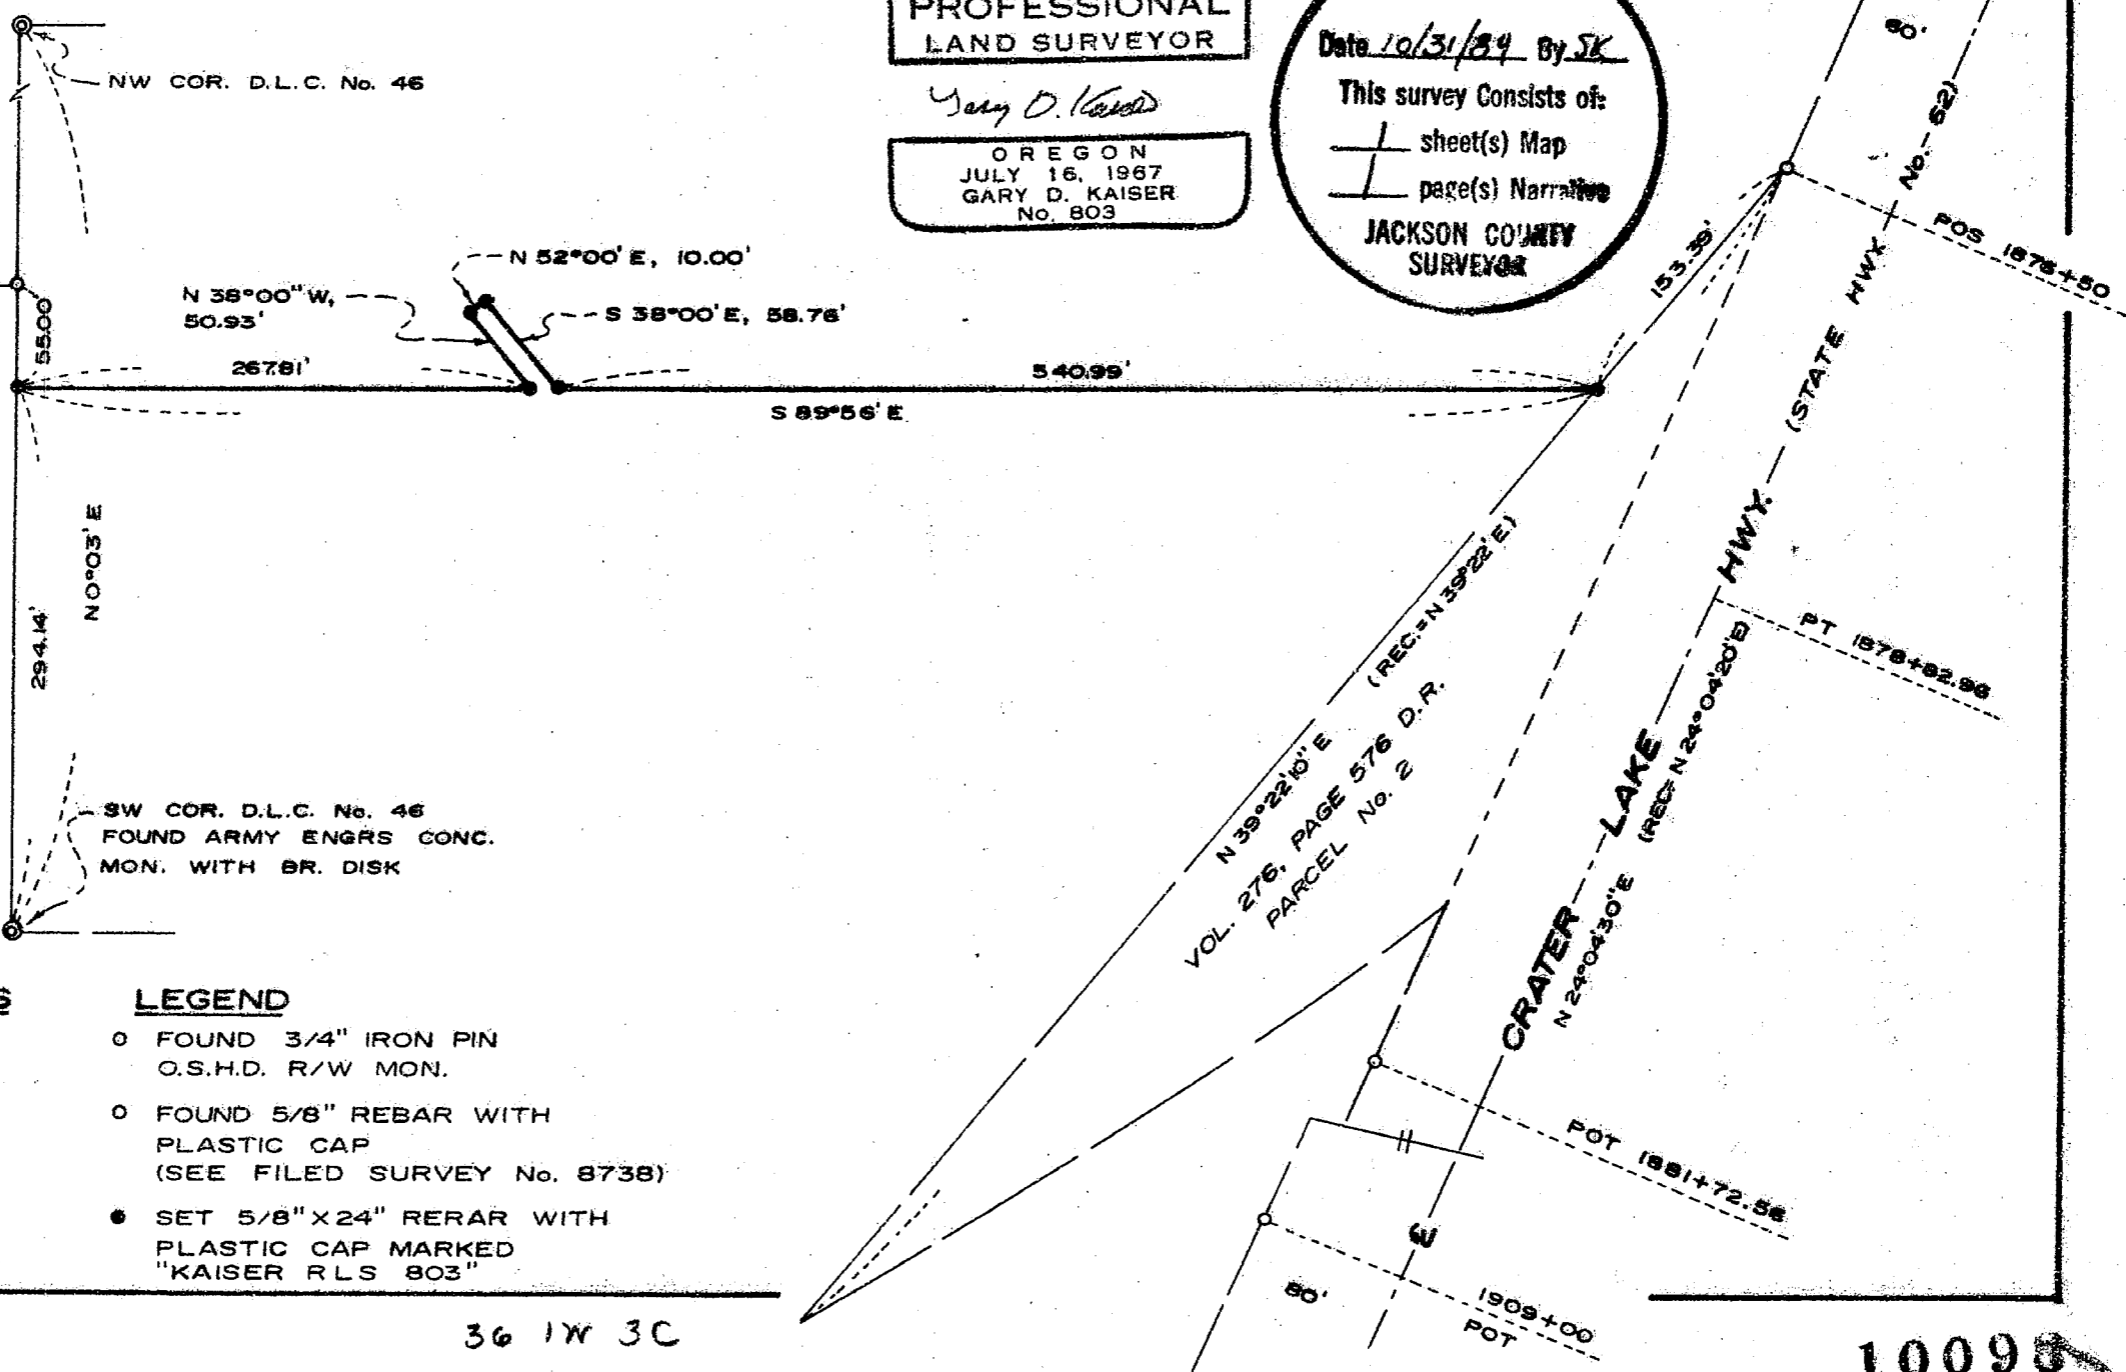 PROFESSIONAL
LAND SURVEYOR
OREGON
JULY 16, 1967
GARY D. KAISER
No. 803
Date 10/31/84 By SK
This survey Consists of:
1 sheet(s) Map
1 page(s) Narrative
JACKSON COUNTY
SURVEYOR
NW COR. D.L.C. No. 46
N 52°00' E, 10.00'
N 38°00" W,
50.93'
S 38°00' E, 58.76'
55.00
267.81'
540.99'
S 89°56' E
153.39'
60'
CRATER LAKE HWY. (STATE HWY No.-62)
POS 1876+50
N 0°03' E
294.14'
N 39°22'10" E (REC.=N 39°22' E)
VOL. 276, PAGE 576 D.R.
PARCEL No. 2
PT 1878+82.96
N 24°04'30" E (REC=N 24°04'20" E)
SW COR. D.L.C. No. 46
FOUND ARMY ENGRS CONC.
MON. WITH BR. DISK
LEGEND
FOUND 3/4" IRON PIN
O.S.H.D. R/W MON.
FOUND 5/8" REBAR WITH
PLASTIC CAP
(SEE FILED SURVEY No. 8738)
SET 5/8" X 24" RERAR WITH
PLASTIC CAP MARKED
"KAISER RLS 803"
POT 1881+72.56
80'
1909+00
POT
36 1W 3C
1009